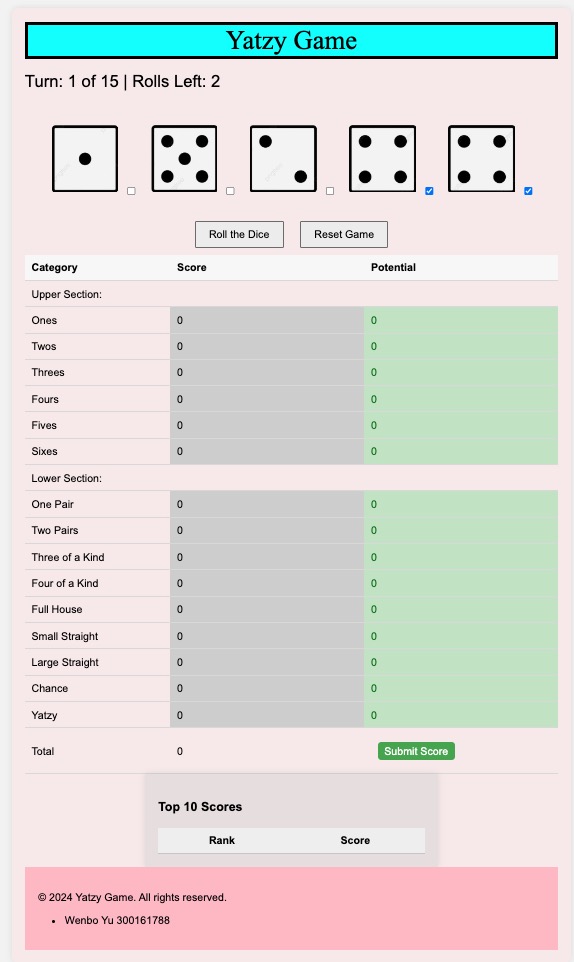 Yatzy Game
Turn: 1 of 15 | Rolls Left: 2
Roll the Dice Reset Game
Category Score Potential
Upper Section:
Ones 0 0
Twos 0 0
Threes 0 0
Fours 0 0
Fives 0 0
Sixes 0 0
Lower Section:
One Pair 0 0
Two Pairs 0 0
Three of a Kind 0 0
Four of a Kind 0 0
Full House 0 0
Small Straight 0 0
Large Straight 0 0
Chance 0 0
Yatzy 0 0
Total 0 Submit Score
Top 10 Scores
Rank Score
© 2024 Yatzy Game. All rights reserved.
• Wenbo Yu 300161788